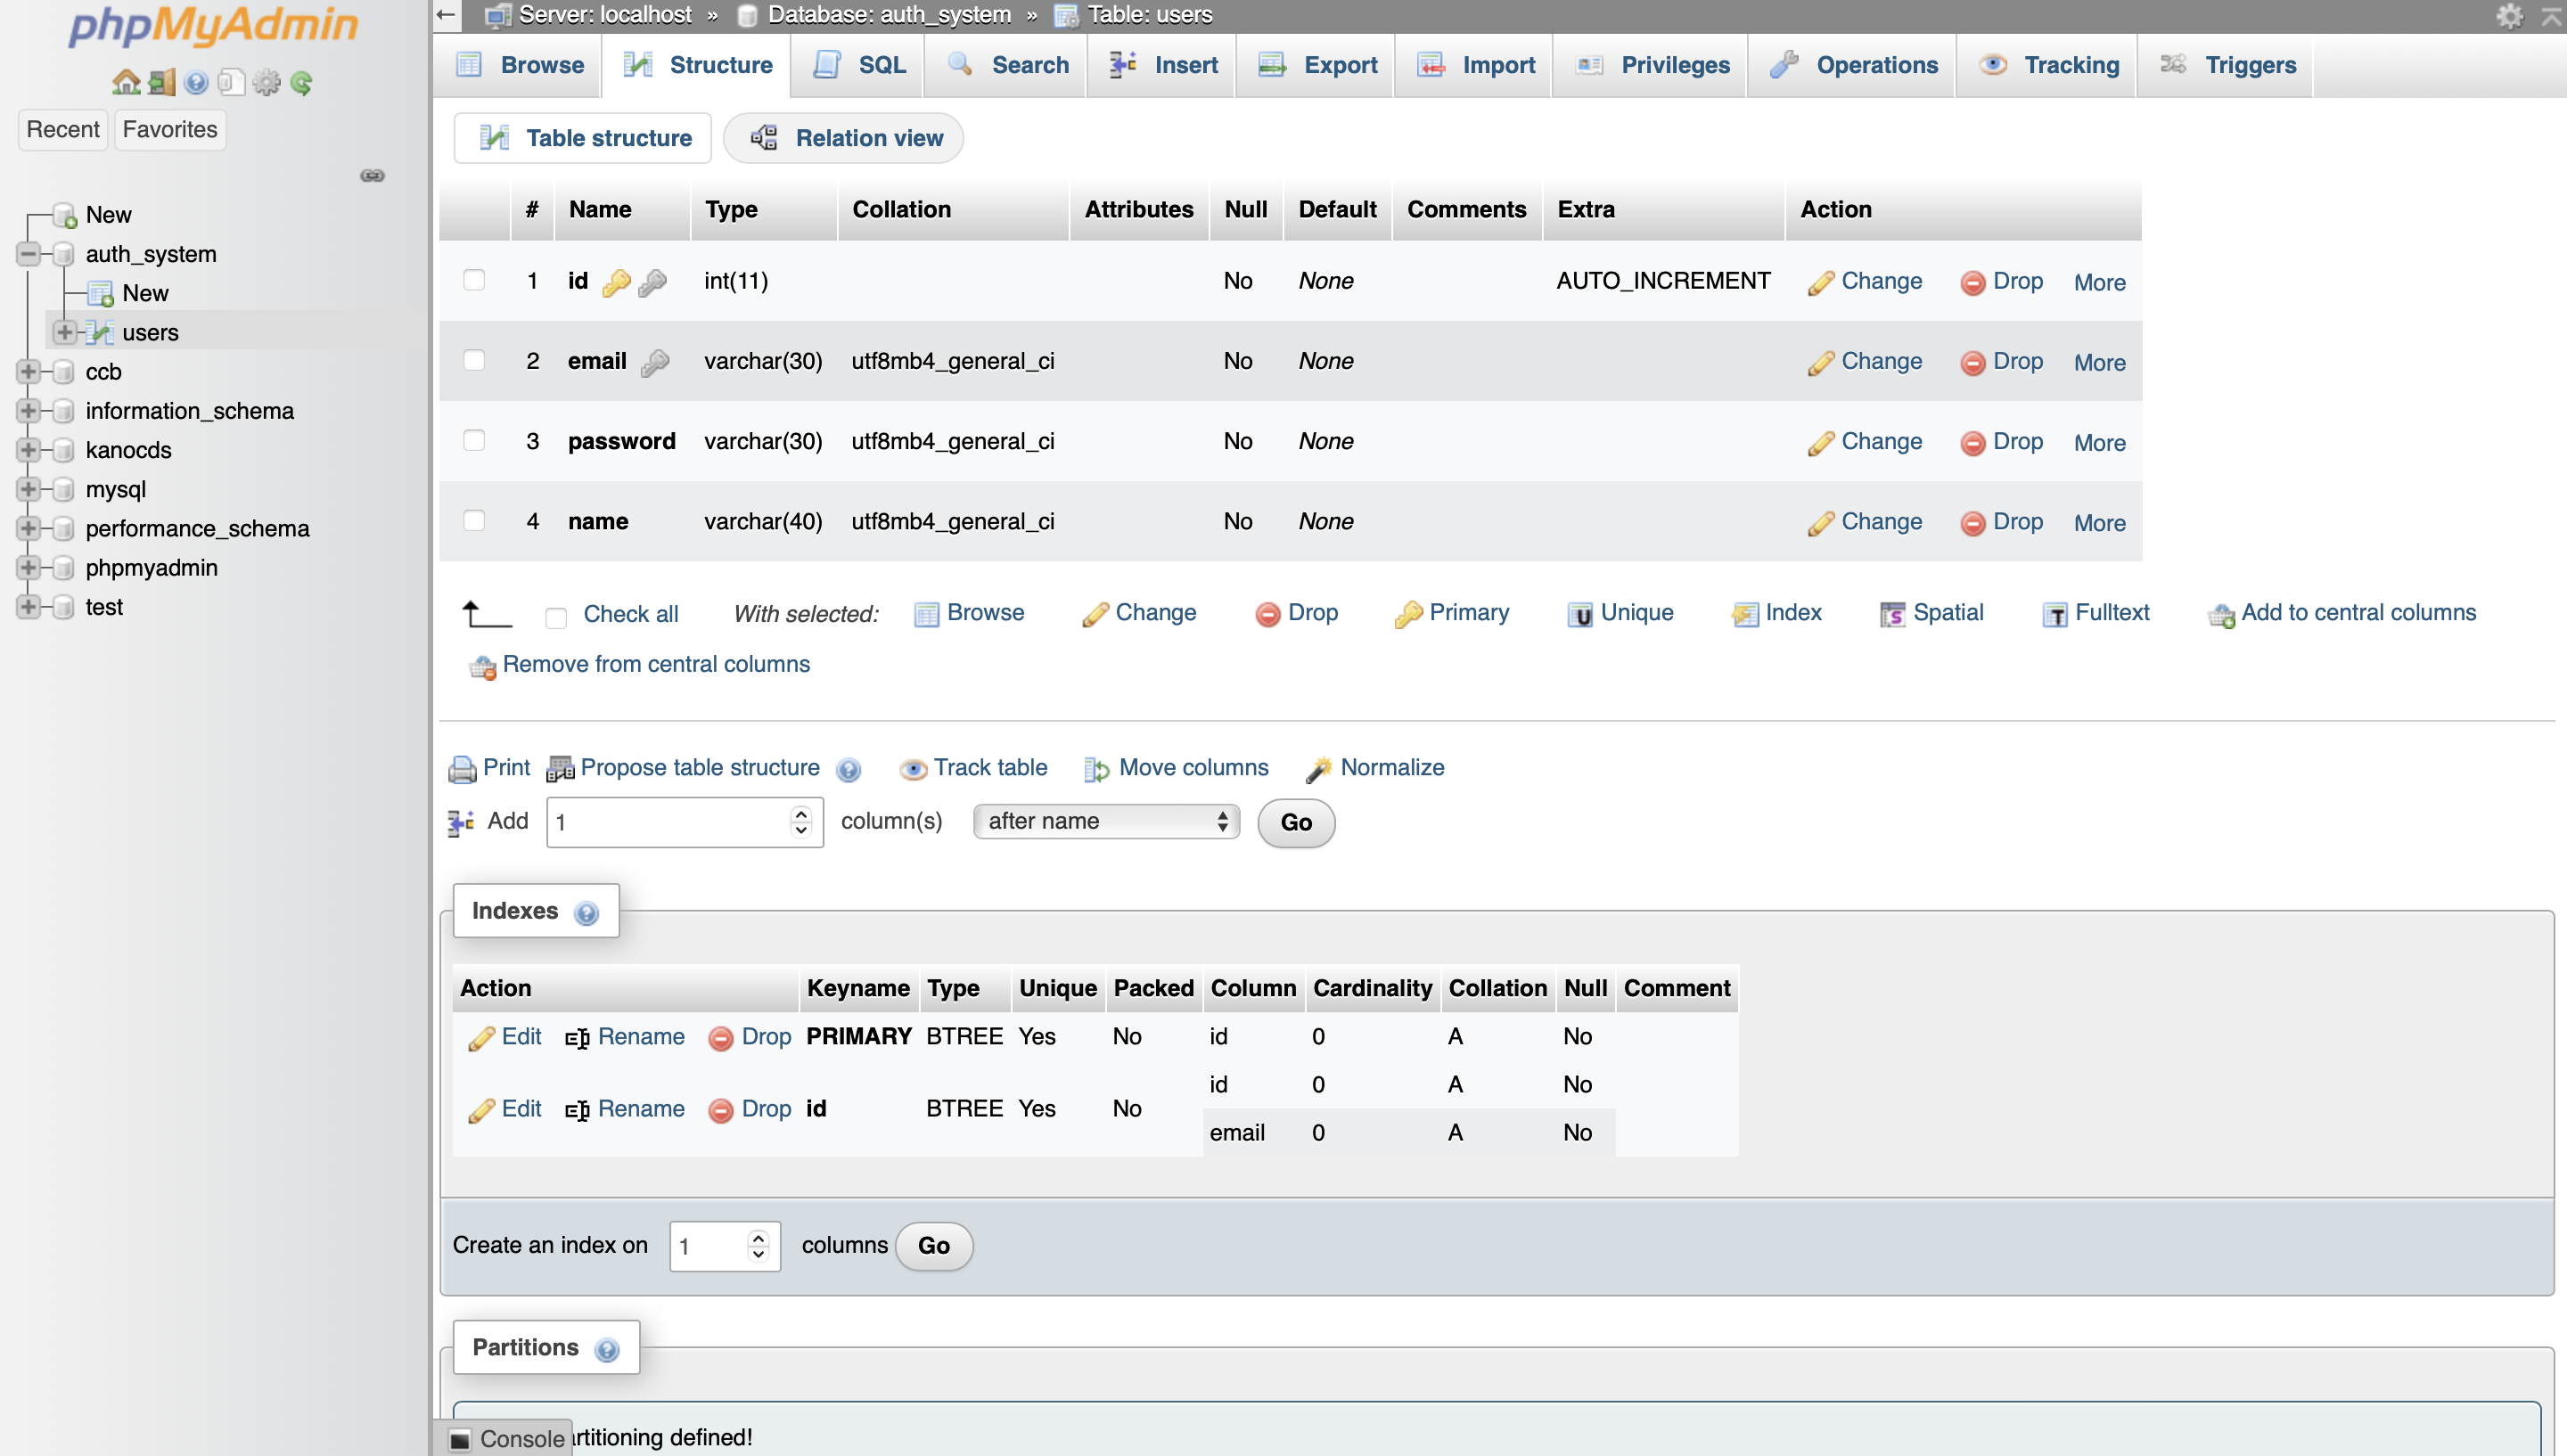 phpMyAdmin
Recent Favorites
New
auth_system
New
users
ccb
information_schema
kanocds
mysql
performance_schema
phpmyadmin
test
Server: localhost » Database: auth_system » Table: users
Browse Structure SQL Search Insert Export Import Privileges Operations Tracking Triggers
Table structure Relation view
# Name Type Collation Attributes Null Default Comments Extra Action
1 id int(11) No None AUTO_INCREMENT Change Drop More
2 email varchar(30) utf8mb4_general_ci No None Change Drop More
3 password varchar(30) utf8mb4_general_ci No None Change Drop More
4 name varchar(40) utf8mb4_general_ci No None Change Drop More
Check all With selected: Browse Change Drop Primary Unique Index Spatial Fulltext Add to central columns
Remove from central columns
Print Propose table structure Track table Move columns Normalize
Add 1 column(s) after name Go
Indexes
Action Keyname Type Unique Packed Column Cardinality Collation Null Comment
Edit Rename Drop PRIMARY BTREE Yes No id 0 A No
id 0 A No
Edit Rename Drop id BTREE Yes No
email 0 A No
Create an index on 1 columns Go
Partitions
Console rtitioning defined!